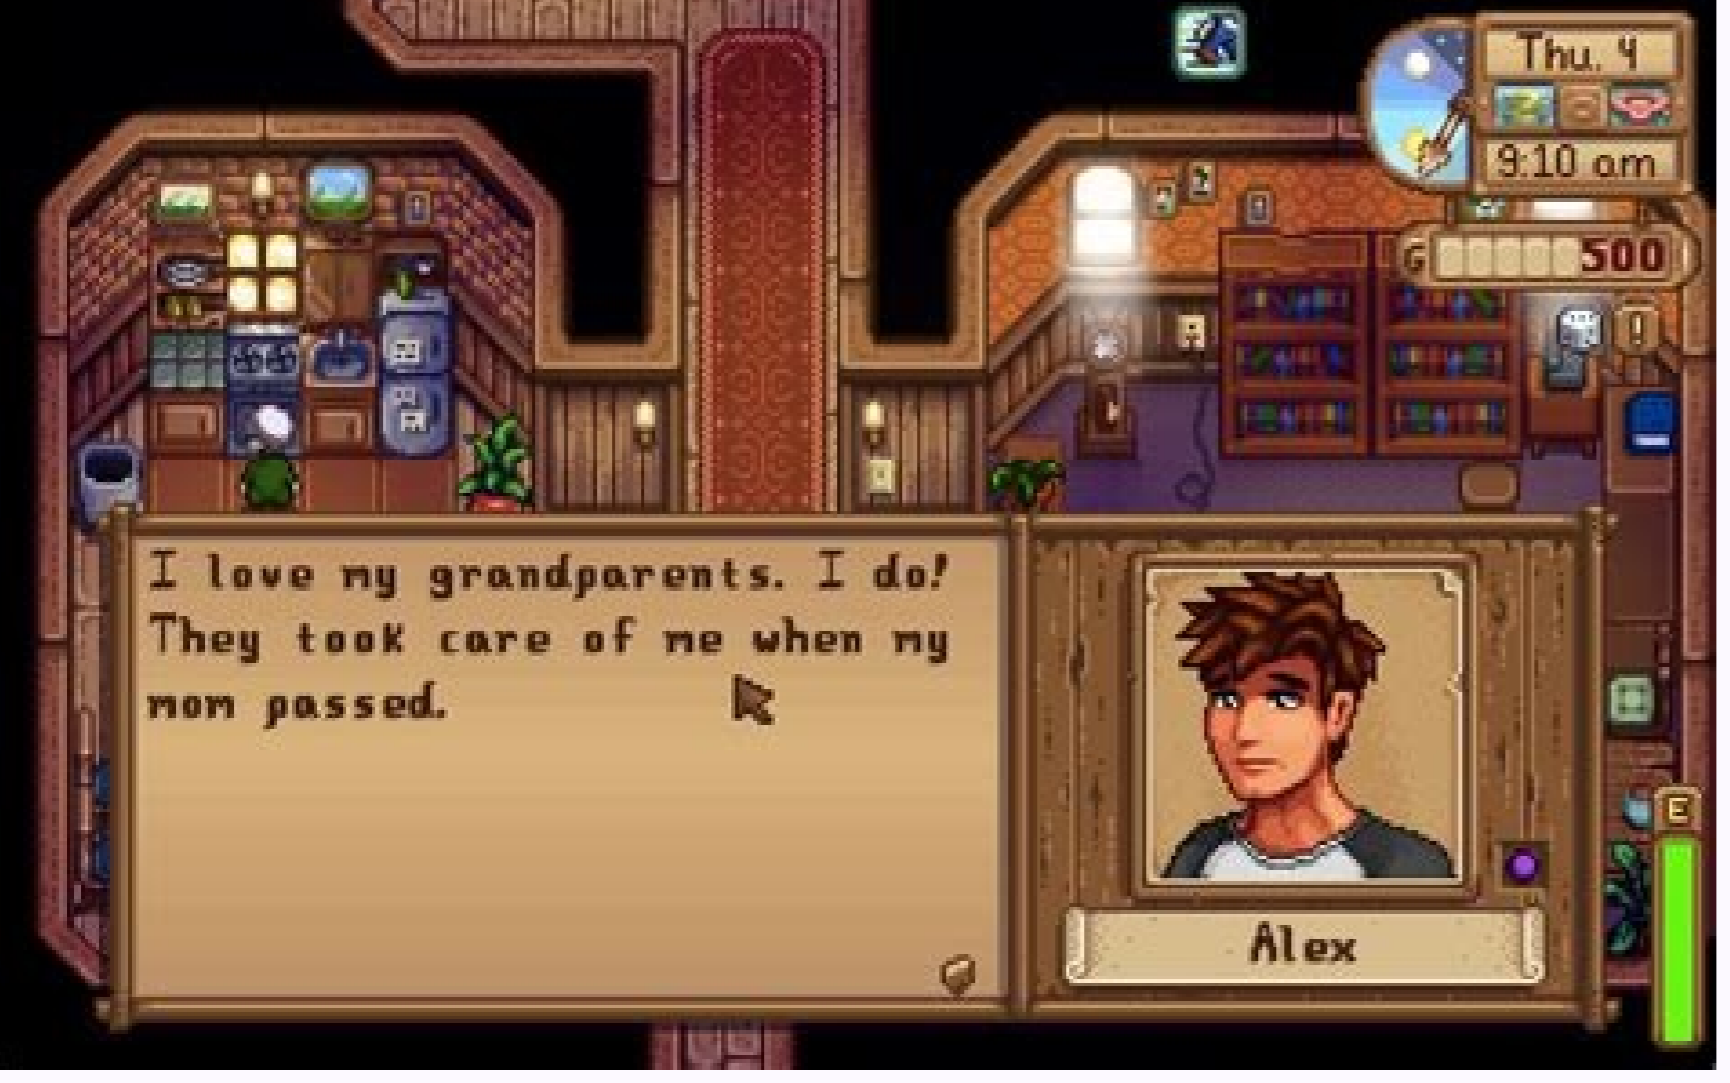 Thu. 4
9:10 am
G 500
I love my grandparents. I do!
They took care of me when my
mom passed.
Alex
E